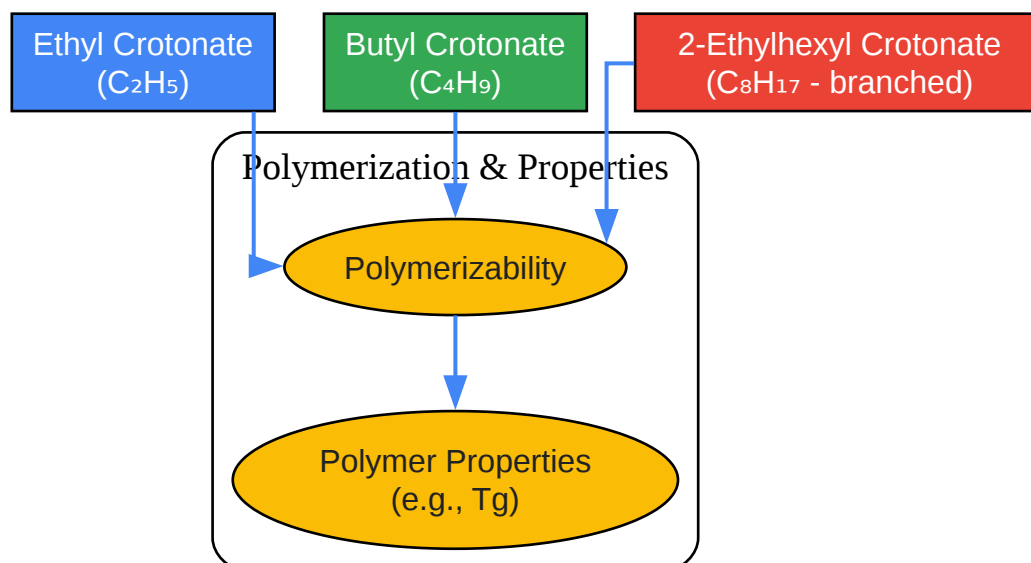 Ethyl Crotonate
(C₂H₅)
Butyl Crotonate
(C₄H₉)
2-Ethylhexyl Crotonate
(C₈H₁₇ - branched)
Polymerization & Properties
Polymerizability
Polymer Properties
(e.g., Tg)